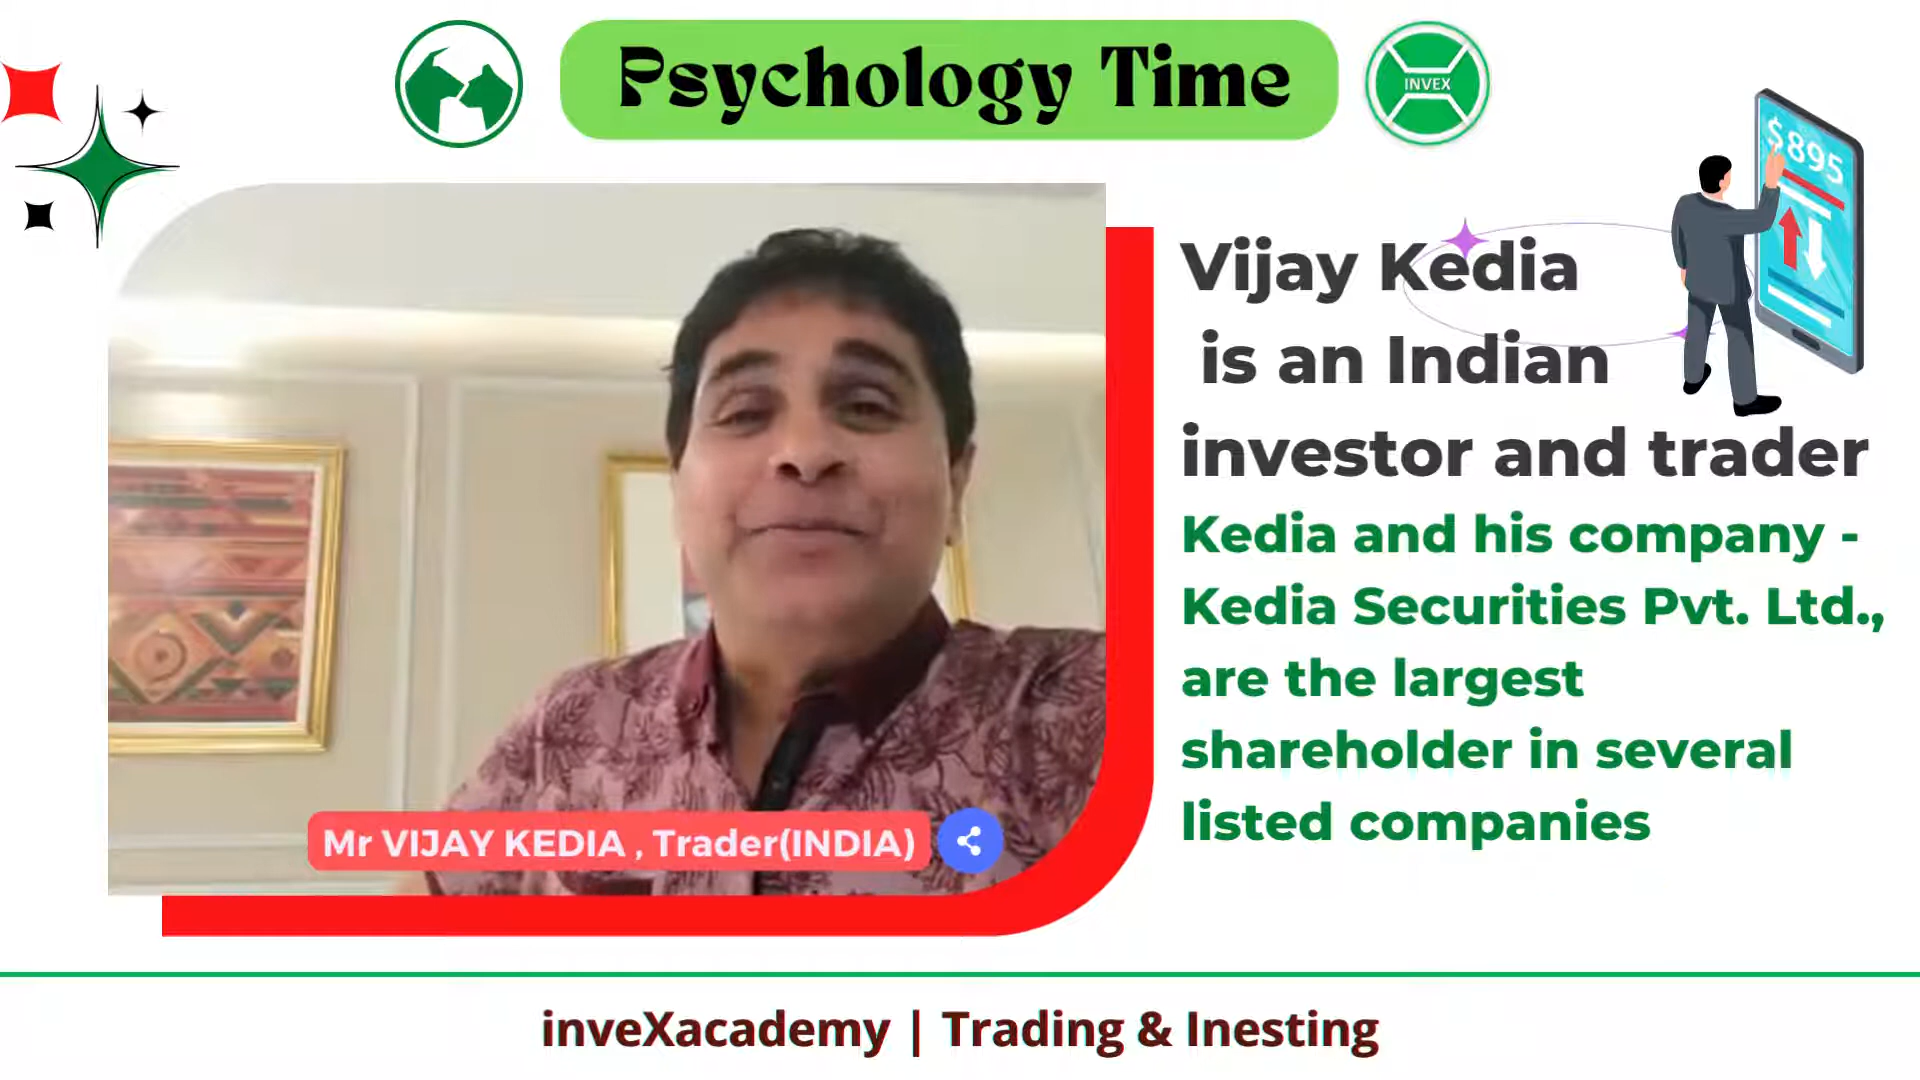 Psychology Time
INVEX
$895
Vijay Kedia
is an Indian
investor and trader
Kedia and his company -
Kedia Securities Pvt. Ltd.,
are the largest
shareholder in several
listed companies
Mr VIJAY KEDIA , Trader(INDIA)
inveXacademy | Trading & Inesting